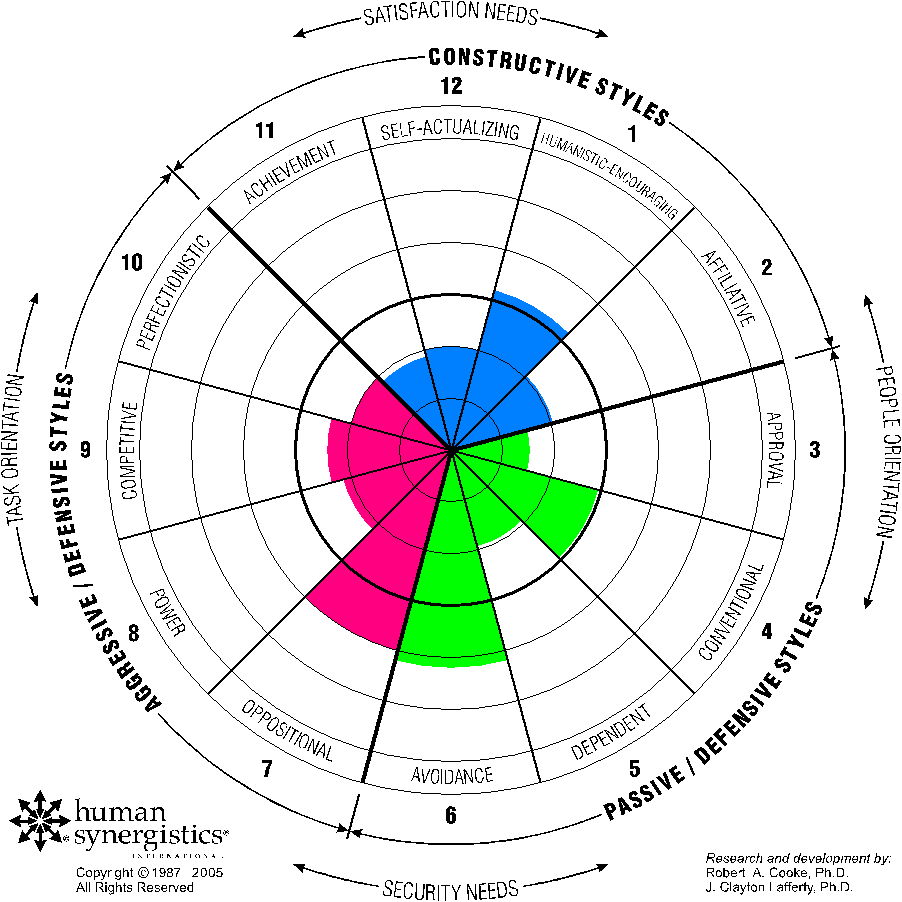 SATISFACTION NEEDS
CONSTRUCTIVE STYLES
12
11
1
SELF-ACTUALIZING
ACHIEVEMENT
HUMANISTIC-ENCOURAGING
10
2
PERFECTIONISTIC
AFFILIATIVE
TASK ORIENTATION
PEOPLE ORIENTATION
AGGRESSIVE / DEFENSIVE STYLES
9
COMPETITIVE
APPROVAL
3
POWER
8
CONVENTIONAL
4
PASSIVE / DEFENSIVE STYLES
OPPOSITIONAL
7
AVOIDANCE
6
DEPENDENT
5
SECURITY NEEDS
human
synergistics®
INTERNATIONAL
Copyright © 1987 2005
All Rights Reserved
Research and development by:
Robert A. Cooke, Ph.D.
J. Clayton Lafferty, Ph.D.